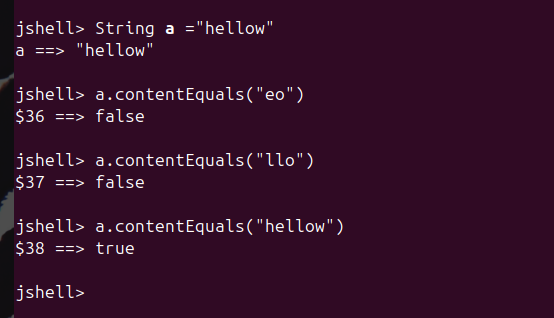 jshell> String a ="hellow"
a ==> "hellow"
jshell> a.contentEquals("eo")
$36 ==> false
jshell> a.contentEquals("llo")
$37 ==> false
jshell> a.contentEquals("hellow")
$38 ==> true
jshell>